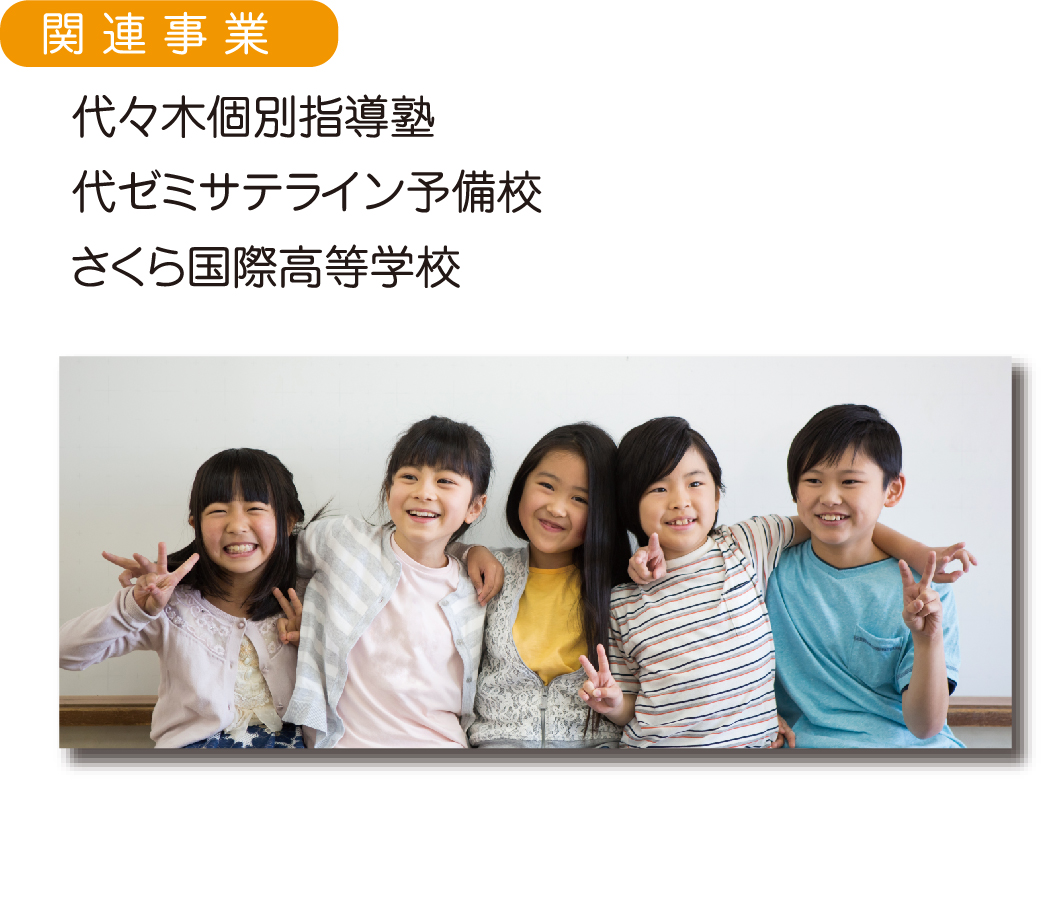 関連事業
代々木個別指導塾
代ゼミサテライン予備校
さくら国際高等学校